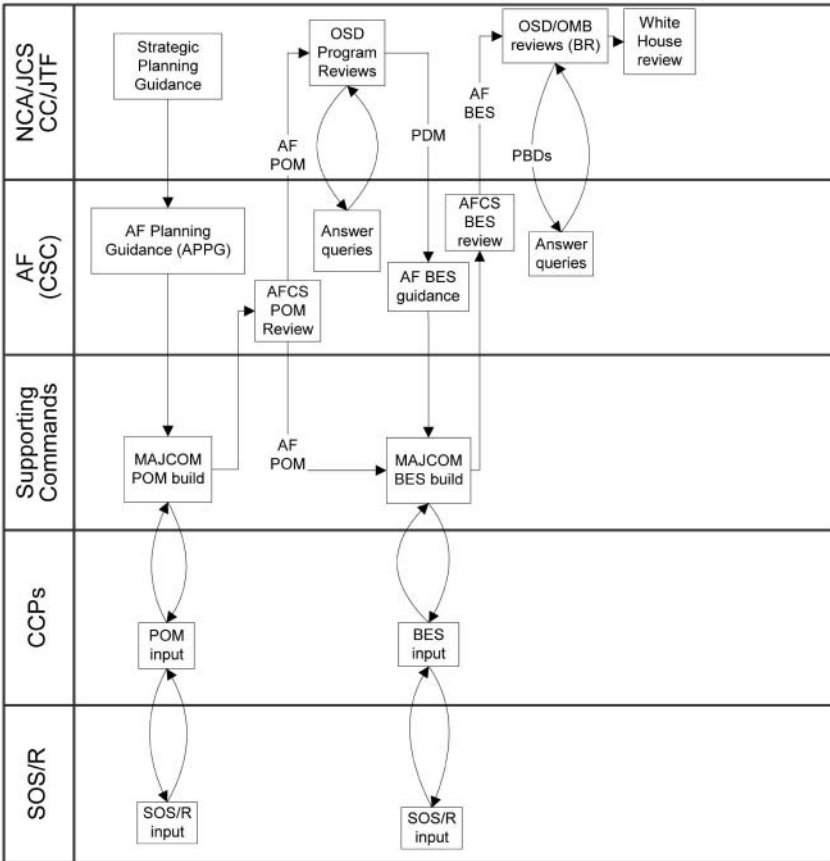 NCA/JCS
CC/JTF
Strategic
Planning
Guidance
OSD
Program
Reviews
OSD/OMB
reviews (BR)
White
House
review
AF
POM
PDM
AF
BES
PBDs
AF
(CSC)
AF Planning
Guidance (APPG)
AFCS
POM
Review
Answer
queries
AF BES
guidance
AFCS
BES
review
Answer
queries
Supporting
Commands
MAJCOM
POM build
AF
POM
MAJCOM
BES build
CCPs
POM
input
BES
input
SOS/R
SOS/R
input
SOS/R
input